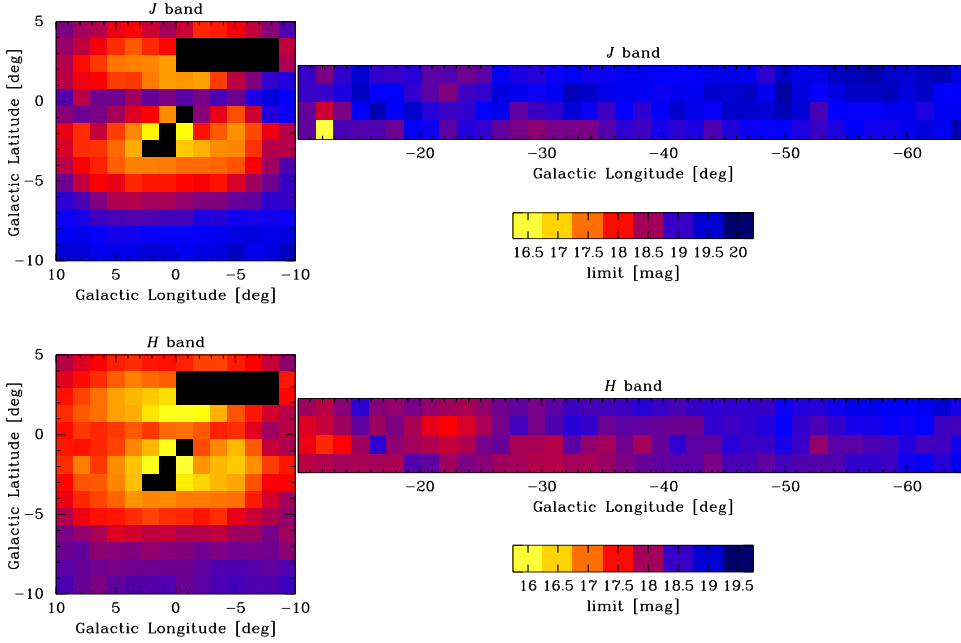 J band
5
0
−5
−10
Galactic Latitude [deg]
10 5 0 −5 −10
Galactic Longitude [deg]
J band
−20 −30 −40 −50 −60
Galactic Longitude [deg]
16.5 17 17.5 18 18.5 19 19.5 20
limit [mag]
H band
5
0
−5
−10
Galactic Latitude [deg]
10 5 0 −5 −10
Galactic Longitude [deg]
H band
−20 −30 −40 −50 −60
Galactic Longitude [deg]
16 16.5 17 17.5 18 18.5 19 19.5
limit [mag]